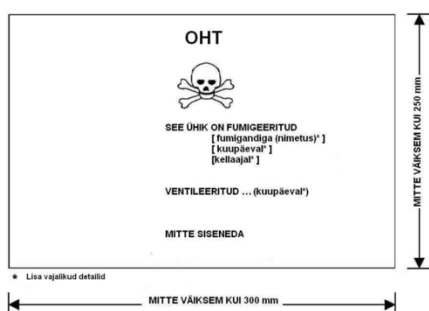 OHT
SEE ÜHIK ON FUMIGEERITUD
[ fumigandiga (nimetus)* ]
[ kuupäeval* ]
[kellaajal* ]
VENTILEERITUD ... (kuupäeval*)
MITTE SISENEDA
MITTE VÄIKSEM KUI 250 mm
* Lisa vajalikud detailid
MITTE VÄIKSEM KUI 300 mm